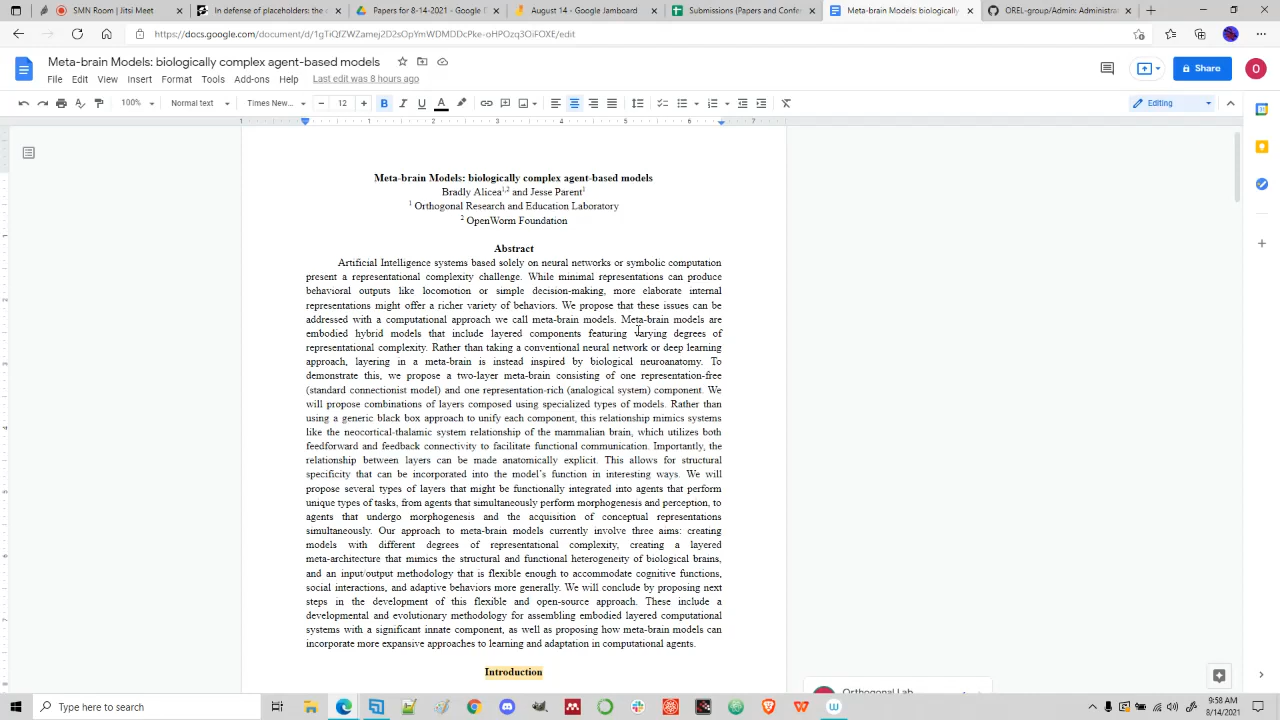 SMN Room | Jitsi Meet
In defense of placeholders: the c
Papers for 8-14-2021 - Google D
August 14 - Google Jamboard
Submissions (Papers and Confere
Meta-brain Models: biologically c
OREL-group/Admin: Administra
https://docs.google.com/document/d/1gTiQfZWZamej2D2sOpYmWDMDDcPke-oHPOzq3OiFOXE/edit
Meta-brain Models: biologically complex agent-based models
File Edit View Insert Format Tools Add-ons Help Last edit was 8 hours ago
Share
O
100% Normal text Times New... 12 B I U A Editing
1 1 2 3 4 5 6 7
Meta-brain Models: biologically complex agent-based models
Bradly Alicea1,2 and Jesse Parent1
1 Orthogonal Research and Education Laboratory
2 OpenWorm Foundation
Abstract
Artificial Intelligence systems based solely on neural networks or symbolic computation
present a representational complexity challenge. While minimal representations can produce
behavioral outputs like locomotion or simple decision-making, more elaborate internal
representations might offer a richer variety of behaviors. We propose that these issues can be
addressed with a computational approach we call meta-brain models. Meta-brain models are
embodied hybrid models that include layered components featuring varying degrees of
representational complexity. Rather than taking a conventional neural network or deep learning
approach, layering in a meta-brain is instead inspired by biological neuroanatomy. To
demonstrate this, we propose a two-layer meta-brain consisting of one representation-free
(standard connectionist model) and one representation-rich (analogical system) component. We
will propose combinations of layers composed using specialized types of models. Rather than
using a generic black box approach to unify each component, this relationship mimics systems
like the neocortical-thalamic system relationship of the mammalian brain, which utilizes both
feedforward and feedback connectivity to facilitate functional communication. Importantly, the
relationship between layers can be made anatomically explicit. This allows for structural
specificity that can be incorporated into the model's function in interesting ways. We will
propose several types of layers that might be functionally integrated into agents that perform
unique types of tasks, from agents that simultaneously perform morphogenesis and perception, to
agents that undergo morphogenesis and the acquisition of conceptual representations
simultaneously. Our approach to meta-brain models currently involve three aims: creating
models with different degrees of representational complexity, creating a layered
meta-architecture that mimics the structural and functional heterogeneity of biological brains,
and an input/output methodology that is flexible enough to accommodate cognitive functions,
social interactions, and adaptive behaviors more generally. We will conclude by proposing next
steps in the development of this flexible and open-source approach. These include a
developmental and evolutionary methodology for assembling embodied layered computational
systems with a significant innate component, as well as proposing how meta-brain models can
incorporate more expansive approaches to learning and adaptation in computational agents.
Introduction
Orthogonal Lab
Type here to search
9:58 AM
8/14/2021